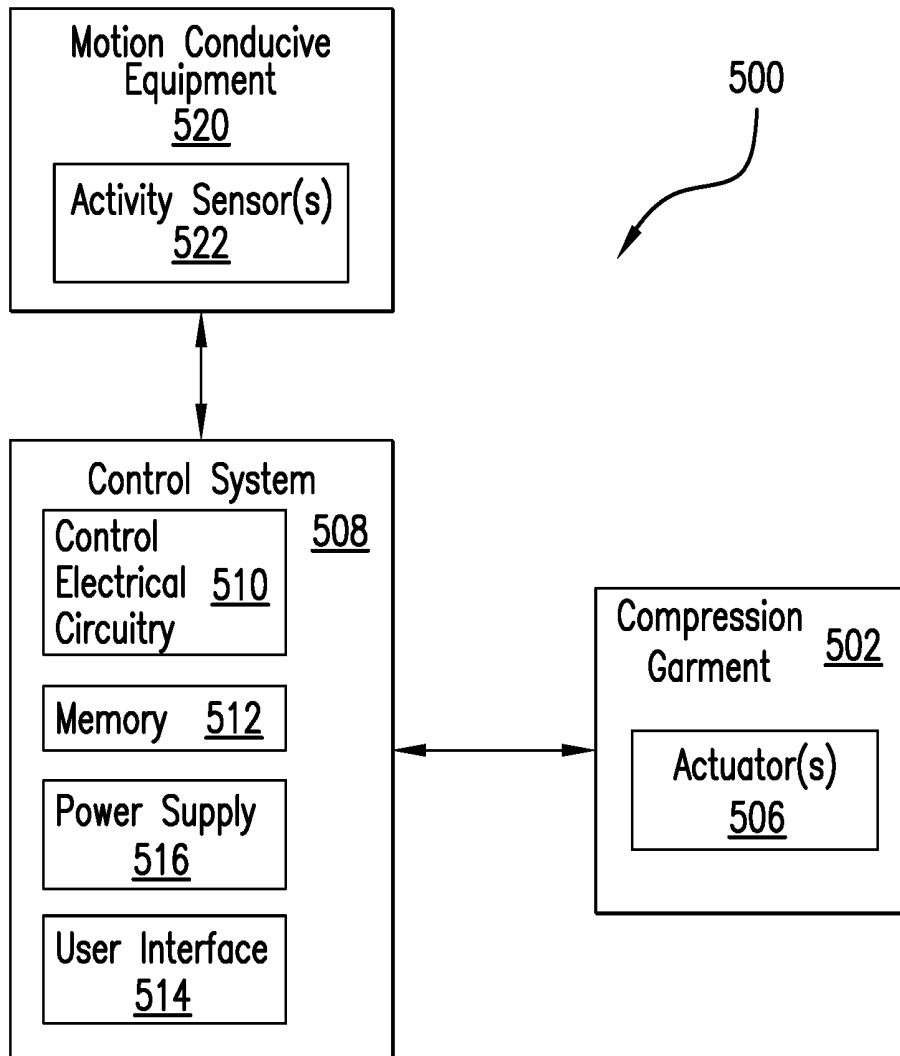 Motion Conducive
Equipment
520
Activity Sensor(s)
522
500
Control System
508
Control
Electrical 510
Circuitry
Memory 512
Power Supply
516
User Interface
514
Compression
Garment 502
Actuator(s)
506